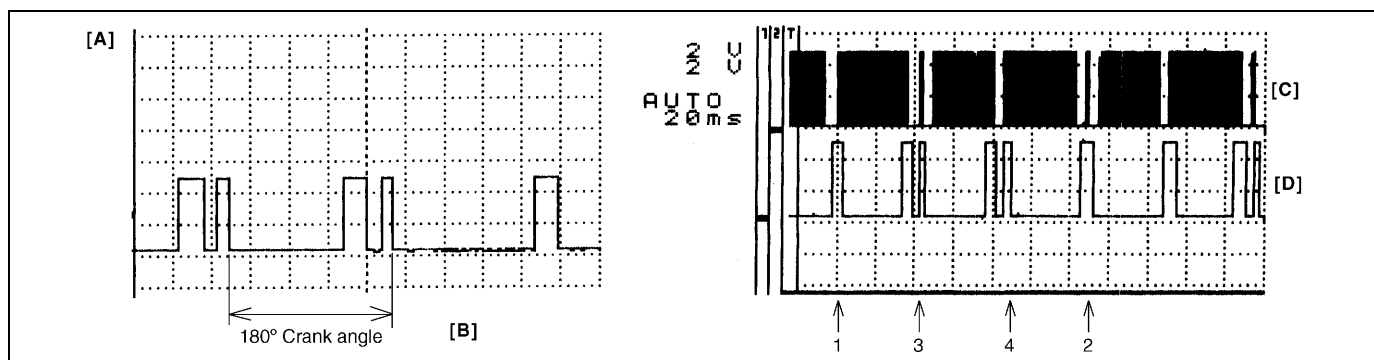 [A]
180° Crank angle
[B]
1 2 T
2 V
2 V
AUTO
20ms
[C]
[D]
1 3 4 2